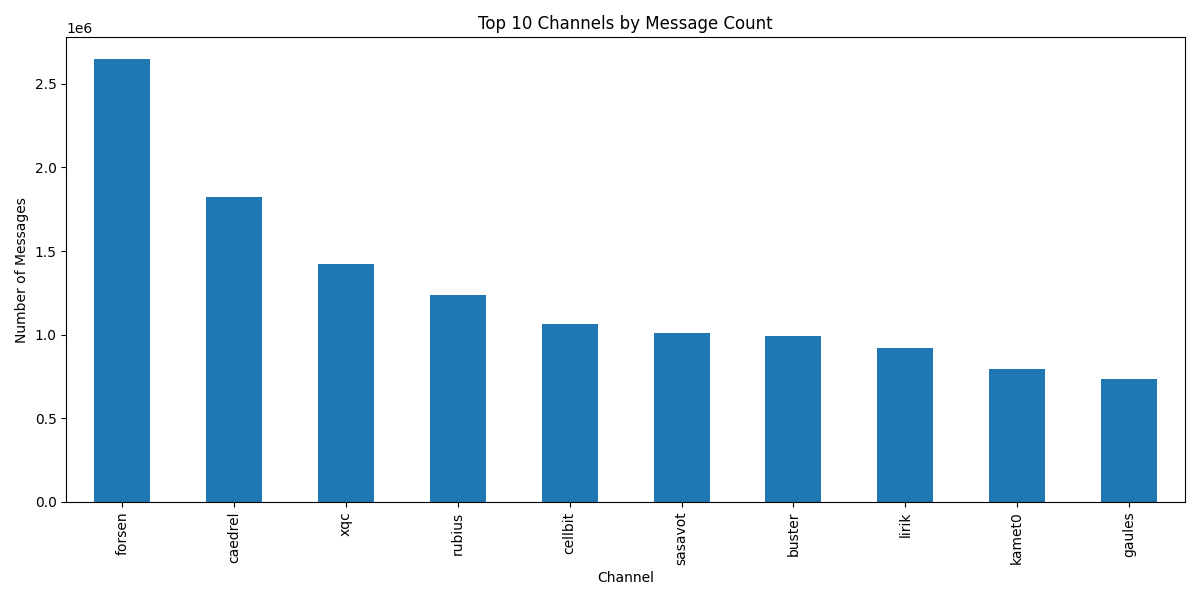 Top 10 Channels by Message Count
1e6
2.5
2.0
1.5
1.0
0.5
0.0
Number of Messages
forsen
caedrel
xqc
rubius
cellbit
sasavot
buster
lirik
kamet0
gaules
Channel